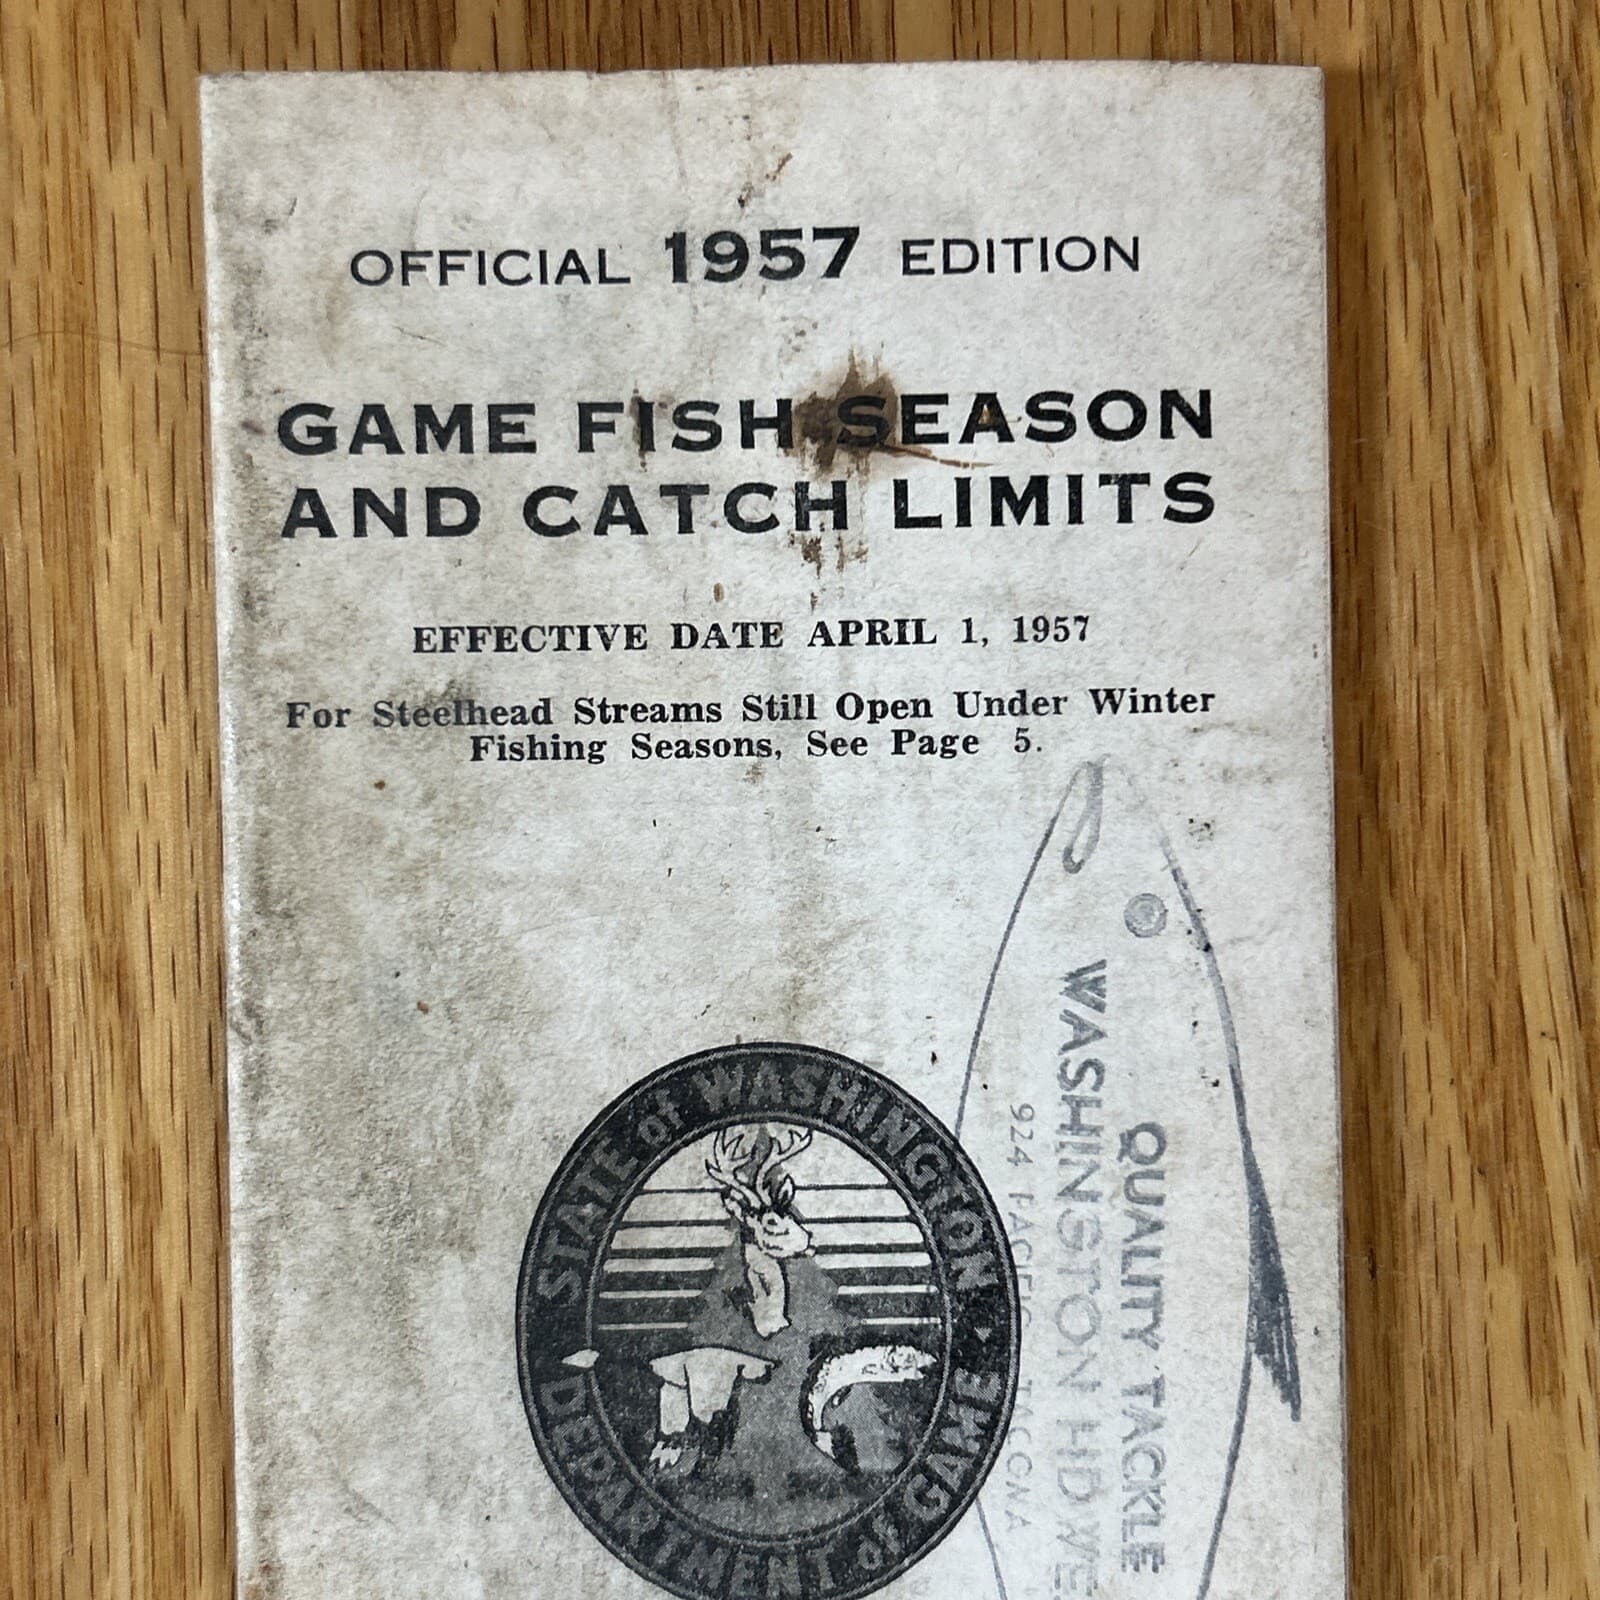 OFFICIAL 1957 EDITION
GAME FISH SEASON
AND CATCH LIMITS
EFFECTIVE DATE APRIL 1, 1957
For Steelhead Streams Still Open Under Winter
Fishing Seasons, See Page 5.
STATE of WASHINGTON
DEPARTMENT of GAME
QUALITY TACKLE
WASHINGTON HDWE
924 PACIFIC TACOMA